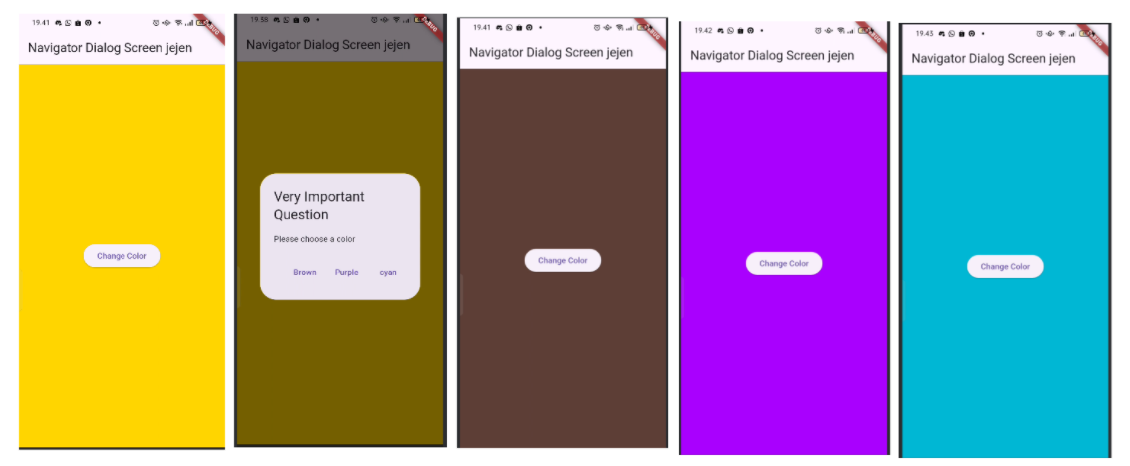 19.41
Navigator Dialog Screen jejen
Change Color
19.38
Navigator Dialog Screen jejen
Very Important
Question
Please choose a color
Brown Purple cyan
19.41
Navigator Dialog Screen jejen
Change Color
19.42
Navigator Dialog Screen jejen
Change Color
19.43
Navigator Dialog Screen jejen
Change Color